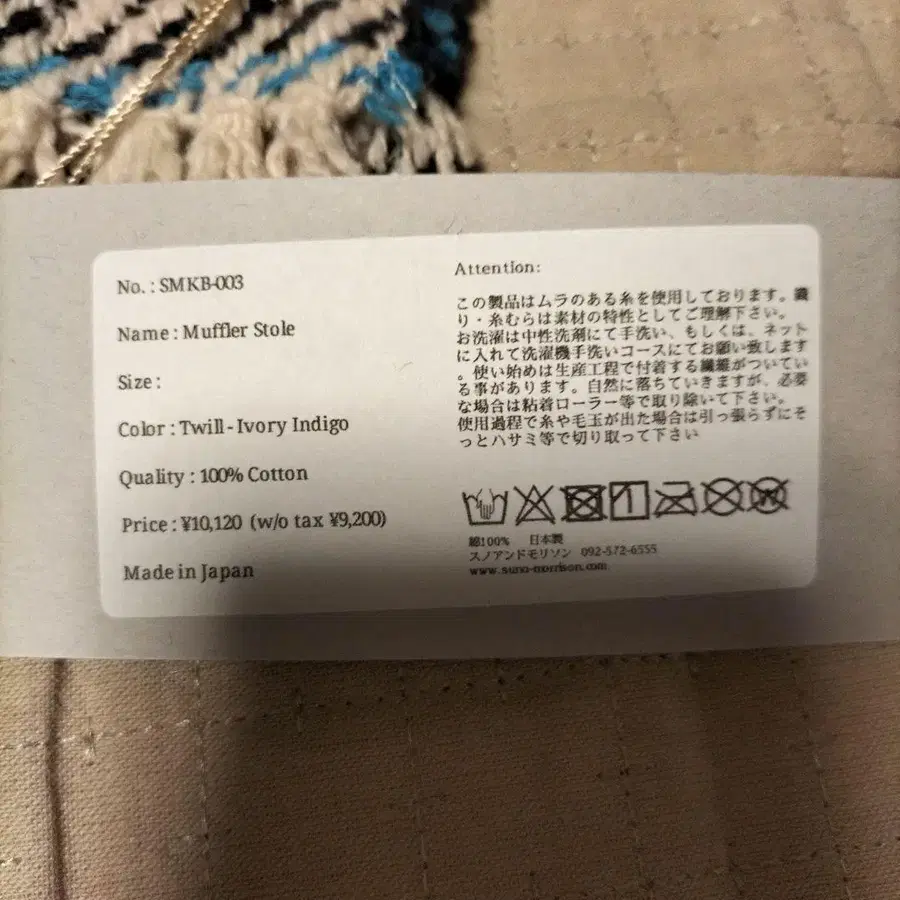 No. : SMKB-003
Name : Muffler Stole
Size :
Color : Twill - Ivory Indigo
Quality : 100% Cotton
Price : ¥10,120 (w/o tax ¥9,200)
Made in Japan
Attention:
この製品はムラのある糸を使用しております。織
り・糸むらは素材の特性としてご理解下さい。
お洗濯は中性洗剤にて手洗い、もしくは、ネット
に入れて洗濯機手洗いコースにてお願い致します
。使い始めは生産工程で付着する繊維がついてい
る事があります。自然に落ちていきますが、必要
な場合は粘着ローラー等で取り除いて下さい。
使用過程で糸や毛玉が出た場合は引っ張らずにそ
っとハサミ等で切り取って下さい
W
綿100% 日本製
スノアンドモリソン 092-572-6555
www.suno-morrison.com